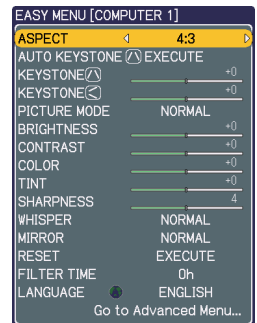 EASY MENU [COMPUTER 1]
ASPECT 4:3
AUTO KEYSTONE EXECUTE
KEYSTONE +0
KEYSTONE +0
PICTURE MODE NORMAL
BRIGHTNESS +0
CONTRAST +0
COLOR +0
TINT +0
SHARPNESS 4
WHISPER NORMAL
MIRROR NORMAL
RESET EXECUTE
FILTER TIME 0h
LANGUAGE ENGLISH
Go to Advanced Menu...